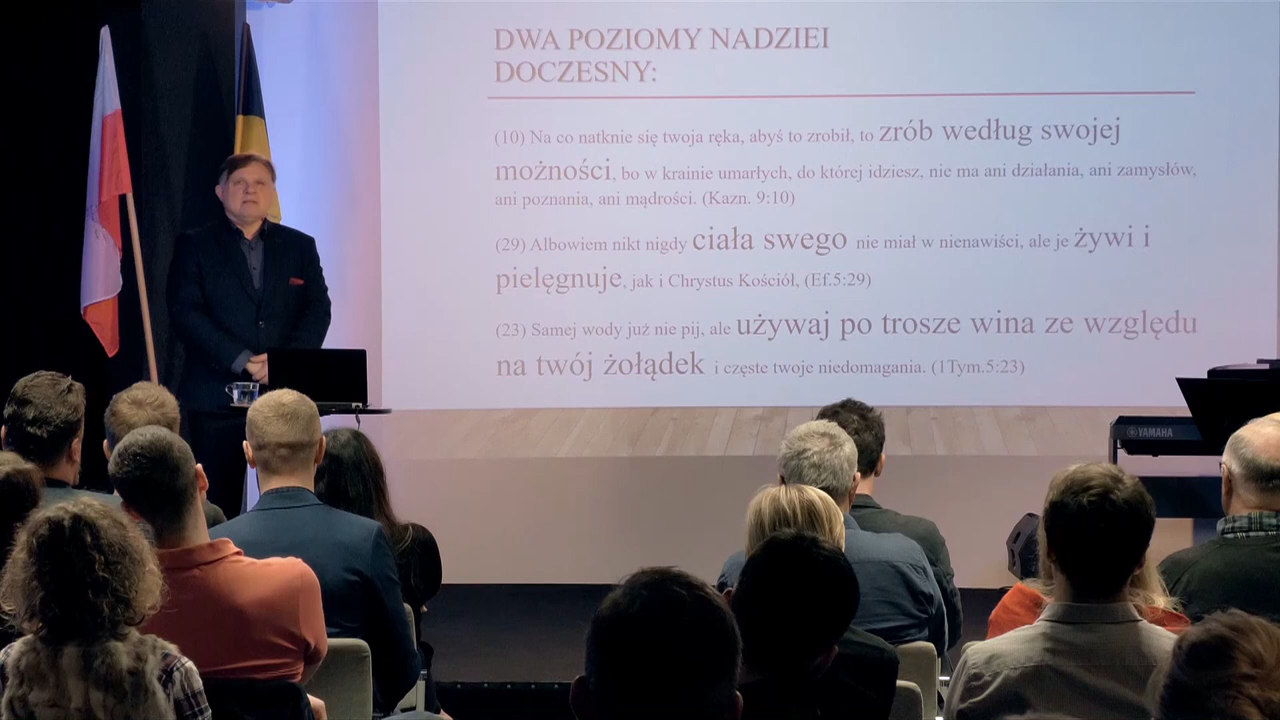 DWA POZIOMY NADZIEI
DOCZESNY:
(10) Na co natknie się twoja ręka, abyś to zrobił, to zrób według swojej
możności, bo w krainie umarłych, do której idziesz, nie ma ani działania, ani zamysłów,
ani poznania, ani mądrości. (Kazn. 9:10)
(29) Albowiem nikt nigdy ciała swego nie miał w nienawiści, ale je żywi i
pielęgnuje, jak i Chrystus Kościół, (Ef.5:29)
(23) Samej wody już nie pij, ale używaj po trosze wina ze względu
na twój żołądek i częste twoje niedomagania. (1Tym.5:23)
YAMAHA